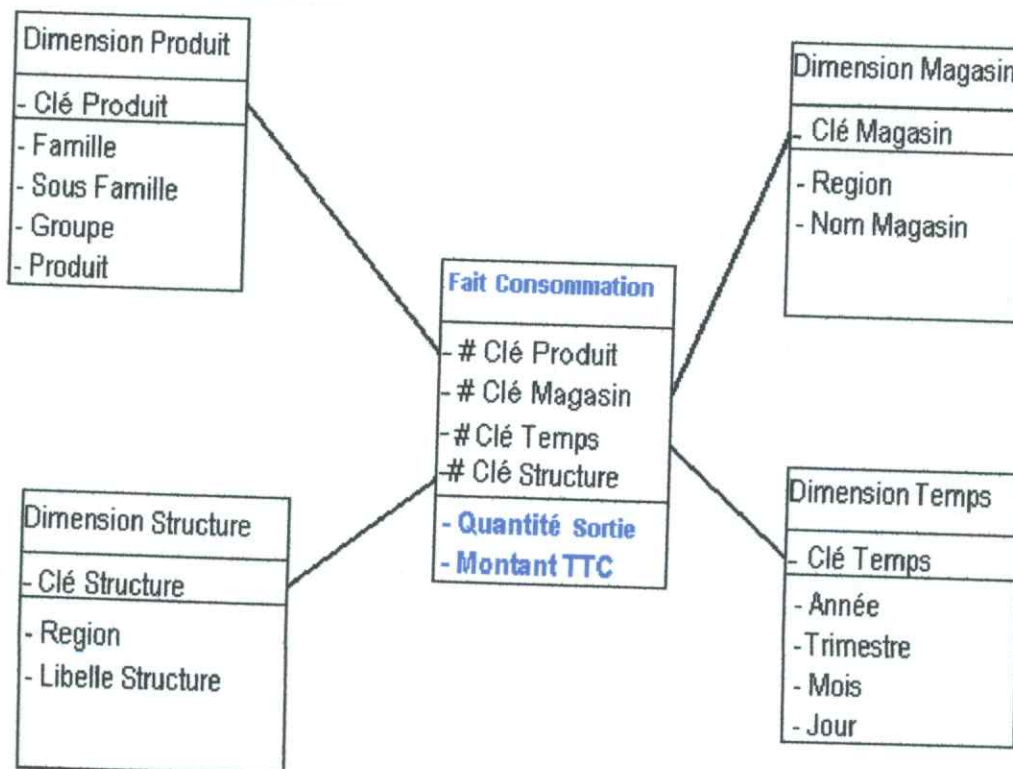 Dimension Produit
- Clé Produit
- Famille
- Sous Famille
- Groupe
- Produit
Dimension Magasin
- Clé Magasin
- Region
- Nom Magasin
Fait Consommation
- # Clé Produit
- # Clé Magasin
- # Clé Temps
- # Clé Structure
- Quantité Sortie
- Montant TTC
Dimension Structure
- Clé Structure
- Region
- Libelle Structure
Dimension Temps
- Clé Temps
- Année
- Trimestre
- Mois
- Jour